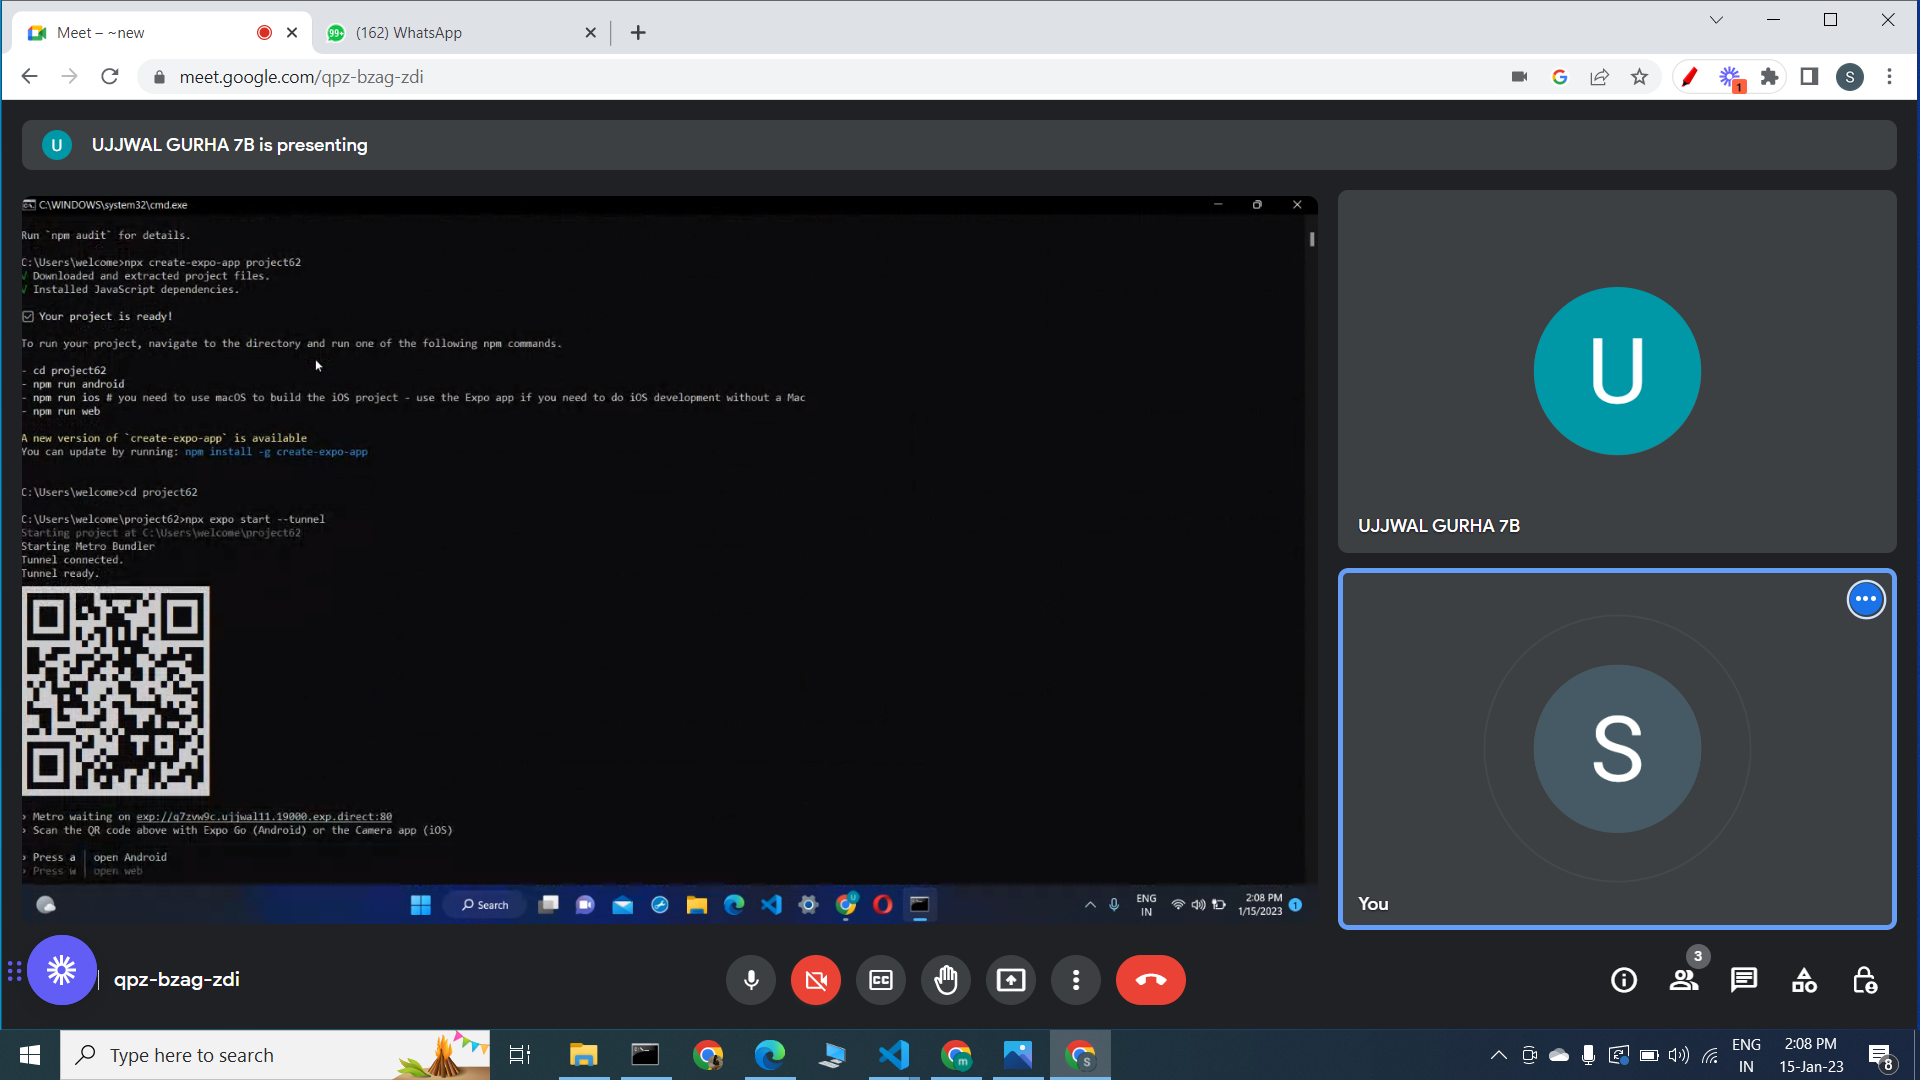 Meet – ~new
99+ (162) WhatsApp
meet.google.com/qpz-bzag-zdi
1
S
U UJJWAL GURHA 7B is presenting
C:\WINDOWS\system32\cmd.exe
Run `npm audit` for details.
C:\Users\welcome>npx create-expo-app project62
√ Downloaded and extracted project files.
√ Installed JavaScript dependencies.
Your project is ready!
To run your project, navigate to the directory and run one of the following npm commands.
- cd project62
- npm run android
- npm run ios # you need to use macOS to build the iOS project - use the Expo app if you need to do iOS development without a Mac
- npm run web
A new version of `create-expo-app` is available
You can update by running: npm install -g create-expo-app
C:\Users\welcome>cd project62
C:\Users\welcome\project62>npx expo start --tunnel
Starting project at C:\Users\welcome\project62
Starting Metro Bundler
Tunnel connected.
Tunnel ready.
› Metro waiting on exp://q7zvw9c.ujjwal11.19000.exp.direct:80
› Scan the QR code above with Expo Go (Android) or the Camera app (iOS)
› Press a │ open Android
› Press w │ open web
Search
ENG
IN
2:08 PM
1/15/2023
1
U
UJJWAL GURHA 7B
S
You
qpz-bzag-zdi
CC
3
Type here to search
m
S
ENG
IN
2:08 PM
15-Jan-23
8